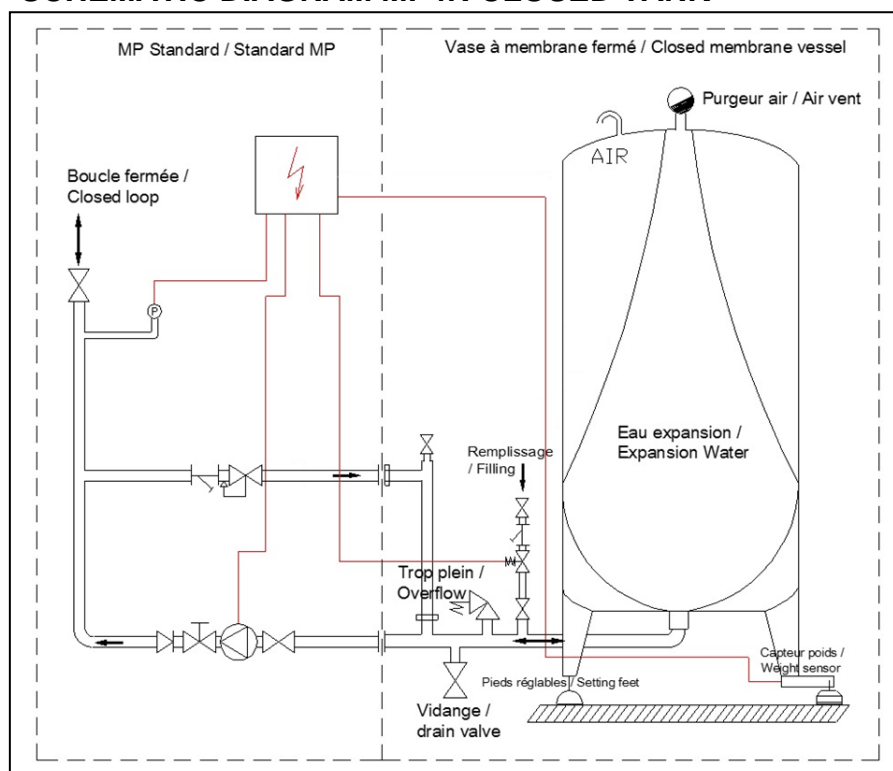 MP Standard / Standard MP
Vase à membrane fermé / Closed membrane vessel
Purgeur air / Air vent
AIR
Boucle fermée /
Closed loop
P
Eau expansion /
Expansion Water
Remplissage
/ Filling
Trop plein /
Overflow
Capteur poids /
Weight sensor
Pieds réglables / Setting feet
Vidange /
drain valve